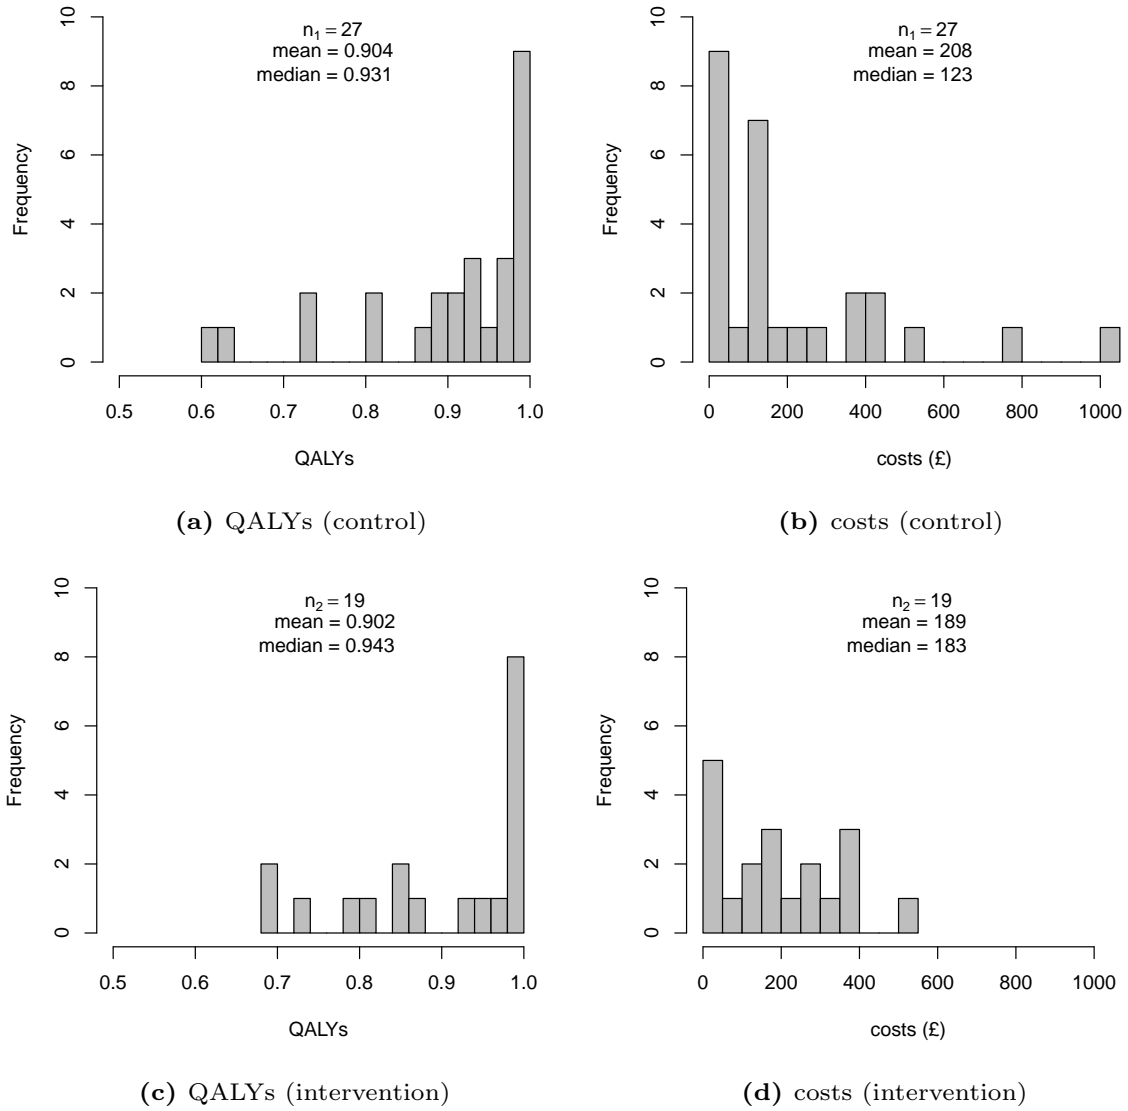 n1 = 27
mean = 0.904
median = 0.931
Frequency
0 2 4 6 8 10
0.5 0.6 0.7 0.8 0.9 1.0
QALYs
(a) QALYs (control)
n1 = 27
mean = 208
median = 123
Frequency
0 2 4 6 8 10
0 200 400 600 800 1000
costs (£)
(b) costs (control)
n2 = 19
mean = 0.902
median = 0.943
Frequency
0 2 4 6 8 10
0.5 0.6 0.7 0.8 0.9 1.0
QALYs
(c) QALYs (intervention)
n2 = 19
mean = 189
median = 183
Frequency
0 2 4 6 8 10
0 200 400 600 800 1000
costs (£)
(d) costs (intervention)